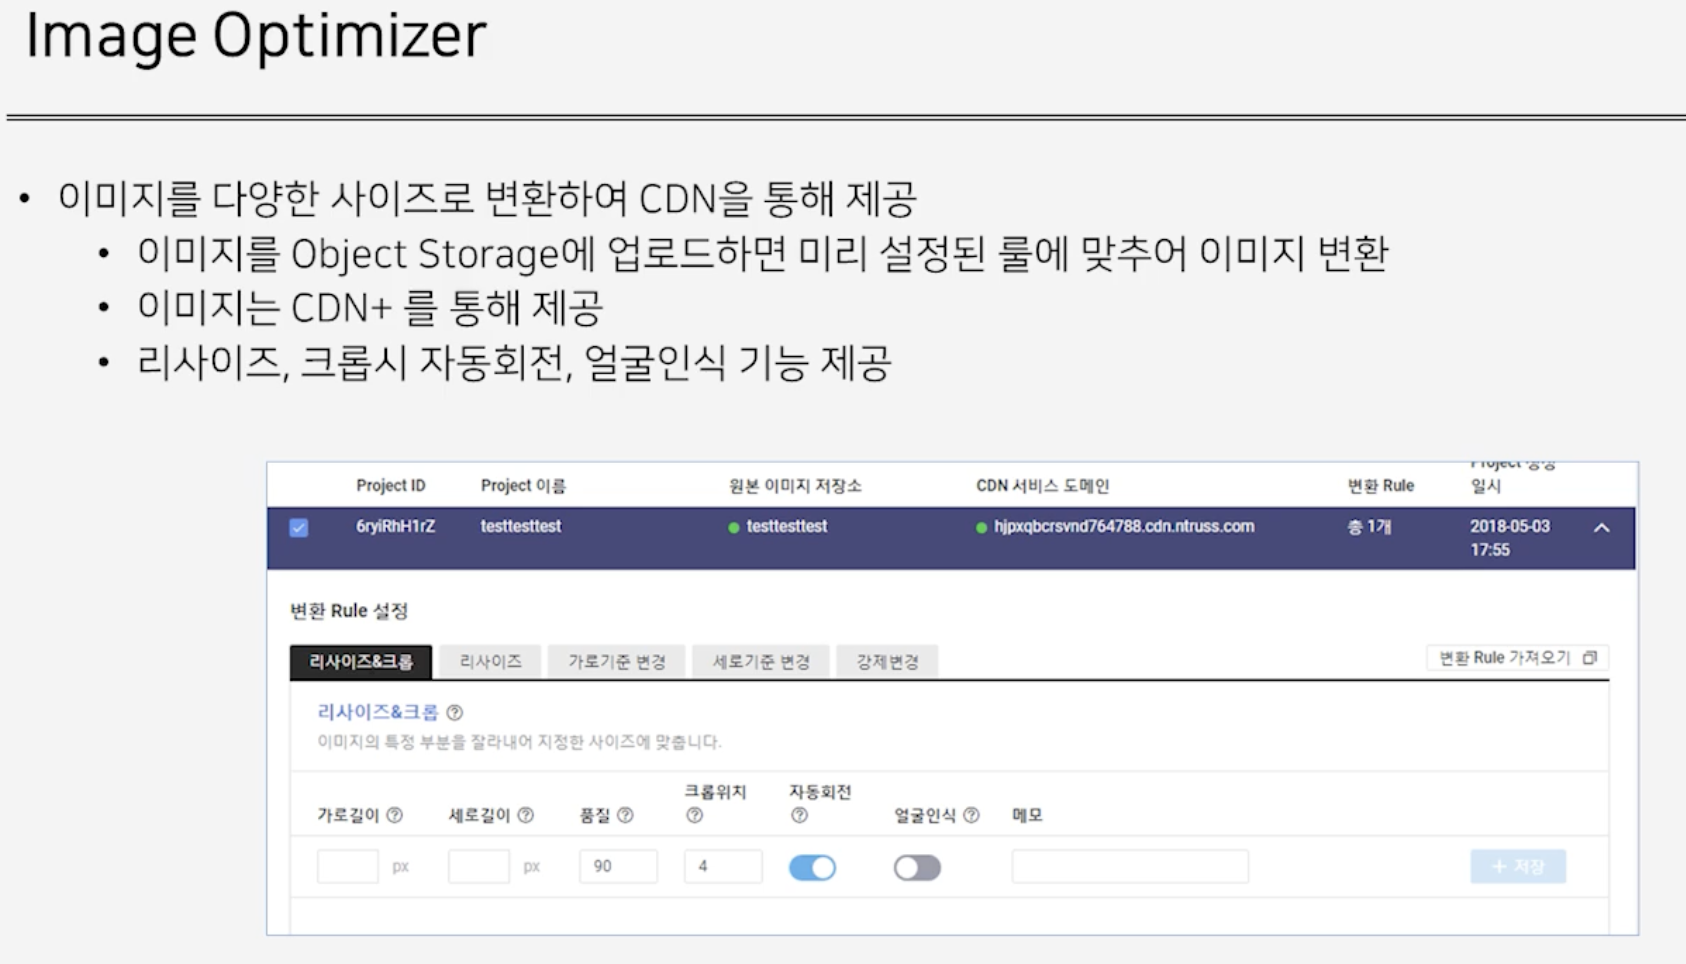 Image Optimizer
• 이미지를 다양한 사이즈로 변환하여 CDN을 통해 제공
• 이미지를 Object Storage에 업로드하면 미리 설정된 룰에 맞추어 이미지 변환
• 이미지는 CDN+ 를 통해 제공
• 리사이즈, 크롭시 자동회전, 얼굴인식 기능 제공
Project ID Project 이름 원본 이미지 저장소 CDN 서비스 도메인 변환 Rule Project 생성
일시
6ryiRhH1rZ testtesttest testtesttest hjpxqbcrsvnd764788.cdn.ntruss.com 총 1개 2018-05-03
17:55
변환 Rule 설정
리사이즈&크롭 리사이즈 가로기준 변경 세로기준 변경 강제변경 변환 Rule 가져오기
리사이즈&크롭 ?
이미지의 특정 부분을 잘라내어 지정한 사이즈에 맞춥니다.
가로길이 ? 세로길이 ? 품질 ? 크롭위치 ? 자동회전 ? 얼굴인식 ? 메모
px px 90 4 + 저장